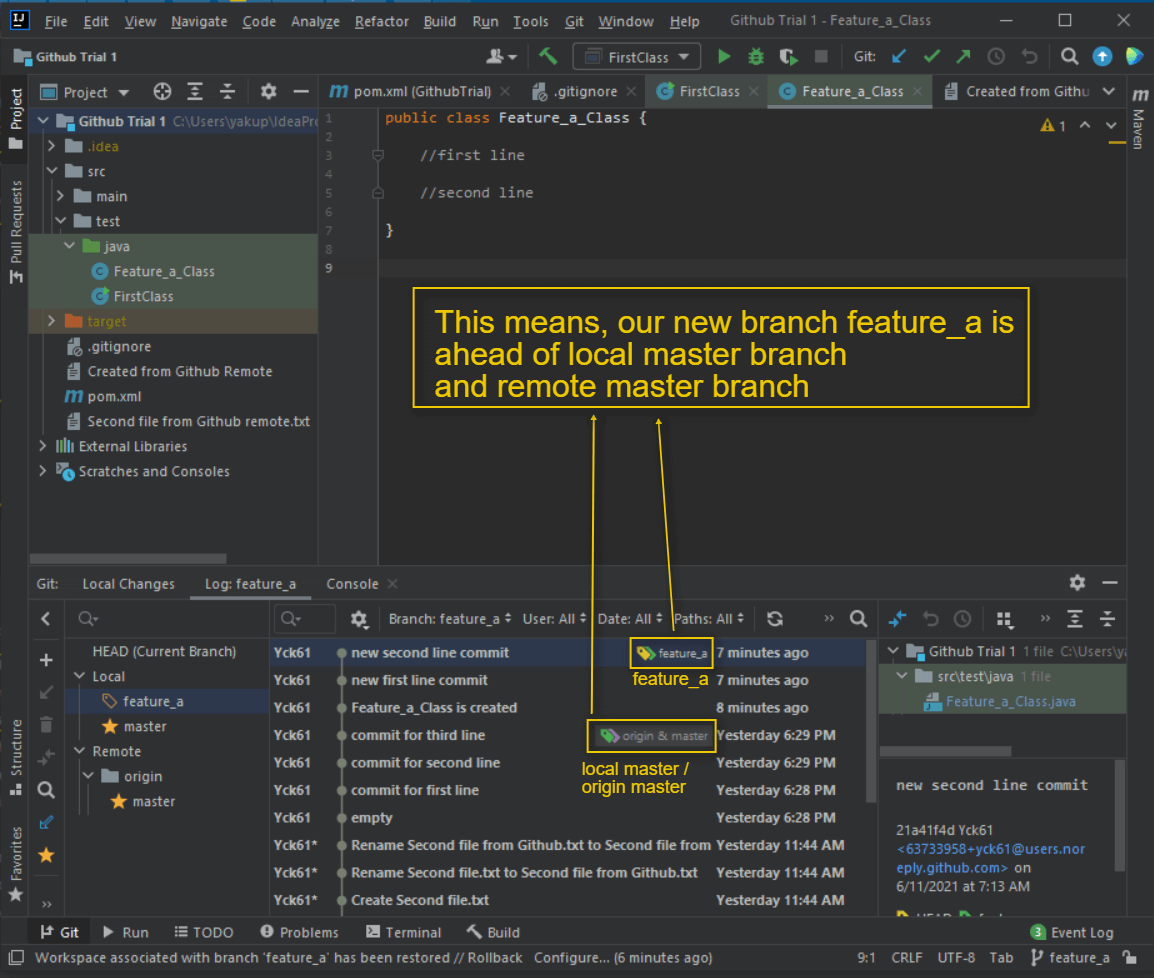 IJ File Edit View Navigate Code Analyze Refactor Build Run Tools Git Window Help Github Trial 1 - Feature_a_Class
Github Trial 1 FirstClass Git:
Project
pom.xml (GithubTrial) .gitignore FirstClass Feature_a_Class Created from Githu
Project
Pull Requests
Structure
Favorites
Github Trial 1 C:\Users\yakup\IdeaPro
.idea
src
main
test
java
Feature_a_Class
FirstClass
target
.gitignore
Created from Github Remote
pom.xml
Second file from Github remote.txt
External Libraries
Scratches and Consoles
1 public class Feature_a_Class {
2
3 //first line
4
5 //second line
6
7 }
8
9
1
Maven
This means, our new branch feature_a is
ahead of local master branch
and remote master branch
Git: Local Changes Log: feature_a Console
Branch: feature_a User: All Date: All Paths: All
HEAD (Current Branch)
Local
feature_a
master
Remote
origin
master
Yck61 new second line commit feature_a 7 minutes ago
feature_a
Yck61 new first line commit 7 minutes ago
Yck61 Feature_a_Class is created 8 minutes ago
Yck61 commit for third line origin & master Yesterday 6:29 PM
local master /
origin master
Yck61 commit for second line Yesterday 6:29 PM
Yck61 commit for first line Yesterday 6:28 PM
Yck61 empty Yesterday 6:28 PM
Yck61* Rename Second file from Github.txt to Second file from Yesterday 11:44 AM
Yck61* Rename Second file.txt to Second file from Github.txt Yesterday 11:44 AM
Yck61* Create Second file.txt Yesterday 11:44 AM
Github Trial 1 1 file C:\Users\ya
src\test\java 1 file
Feature_a_Class.java
new second line commit
21a41f4d Yck61
<63733958+yck61@users.nor
eply.github.com> on
6/11/2021 at 7:13 AM
Git Run TODO Problems Terminal Build 3 Event Log
Workspace associated with branch 'feature_a' has been restored // Rollback Configure... (6 minutes ago) 9:1 CRLF UTF-8 Tab feature_a